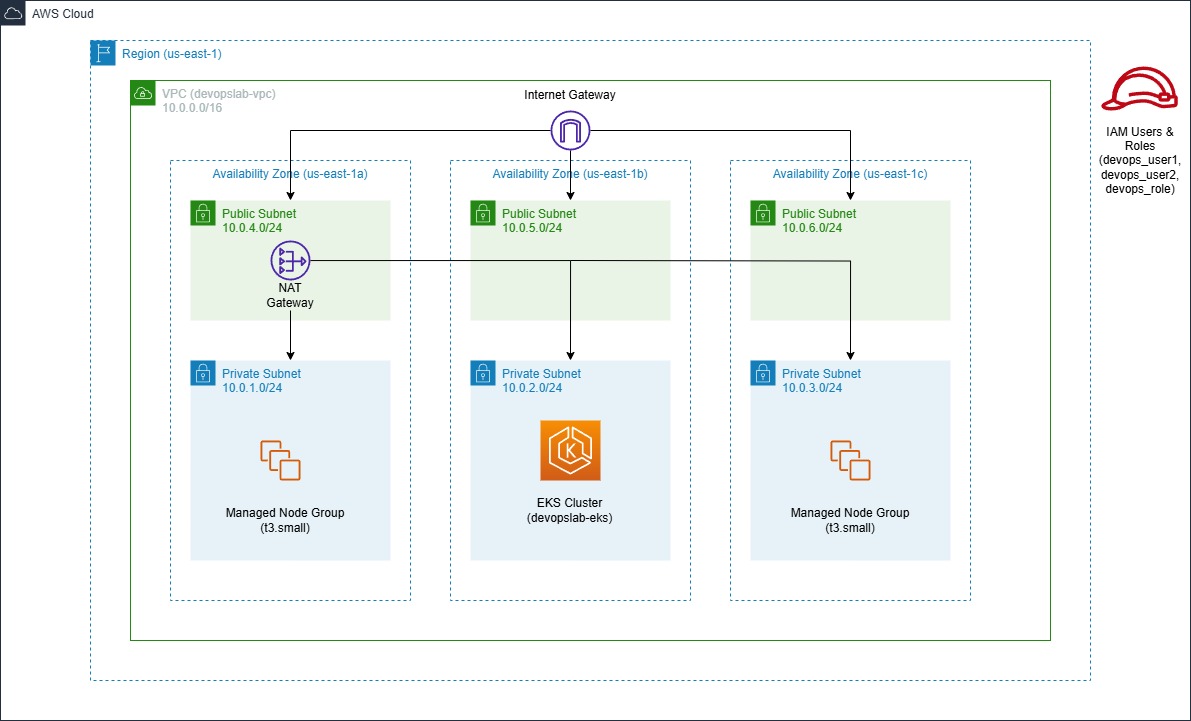 AWS Cloud
Region (us-east-1)
VPC (devopslab-vpc)
10.0.0.0/16
Internet Gateway
IAM Users &
Roles
(devops_user1,
devops_user2,
devops_role)
Availability Zone (us-east-1a)
Availability Zone (us-east-1b)
Availability Zone (us-east-1c)
Public Subnet
10.0.4.0/24
Public Subnet
10.0.5.0/24
Public Subnet
10.0.6.0/24
NAT
Gateway
Private Subnet
10.0.1.0/24
Private Subnet
10.0.2.0/24
Private Subnet
10.0.3.0/24
Managed Node Group
(t3.small)
K
EKS Cluster
(devopslab-eks)
Managed Node Group
(t3.small)